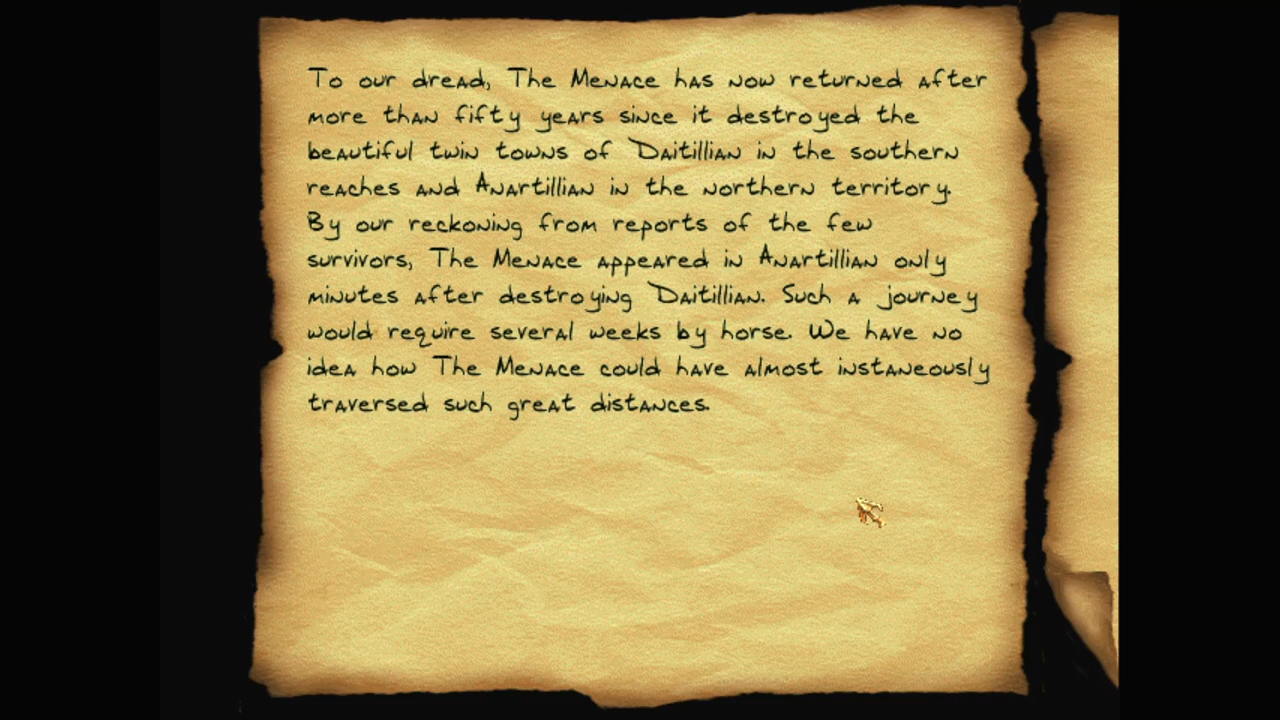 To our dread, The Menace has now returned after
more than fifty years since it destroyed the
beautiful twin towns of Daitillian in the southern
reaches and Anartillian in the northern territory.
By our reckoning from reports of the few
survivors, The Menace appeared in Anartillian only
minutes after destroying Daitillian. Such a journey
would require several weeks by horse. We have no
idea how The Menace could have almost instaneously
traversed such great distances.